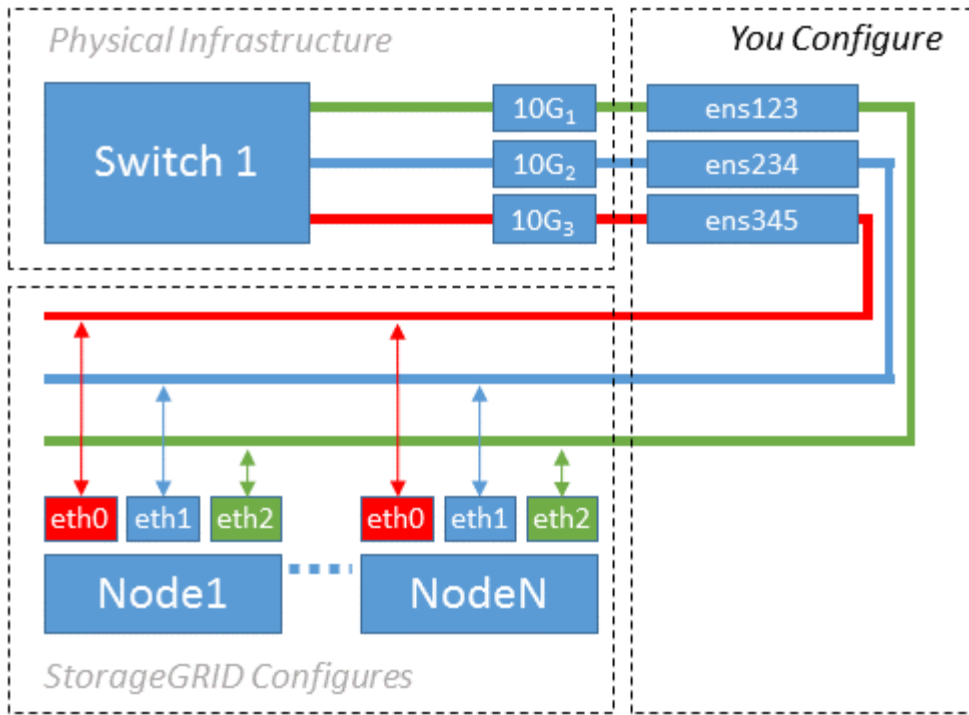 Physical Infrastructure
You Configure
Switch 1
10G₁
ens123
10G₂
ens234
10G₃
ens345
eth0 eth1 eth2
eth0 eth1 eth2
Node1
NodeN
StorageGRID Configures